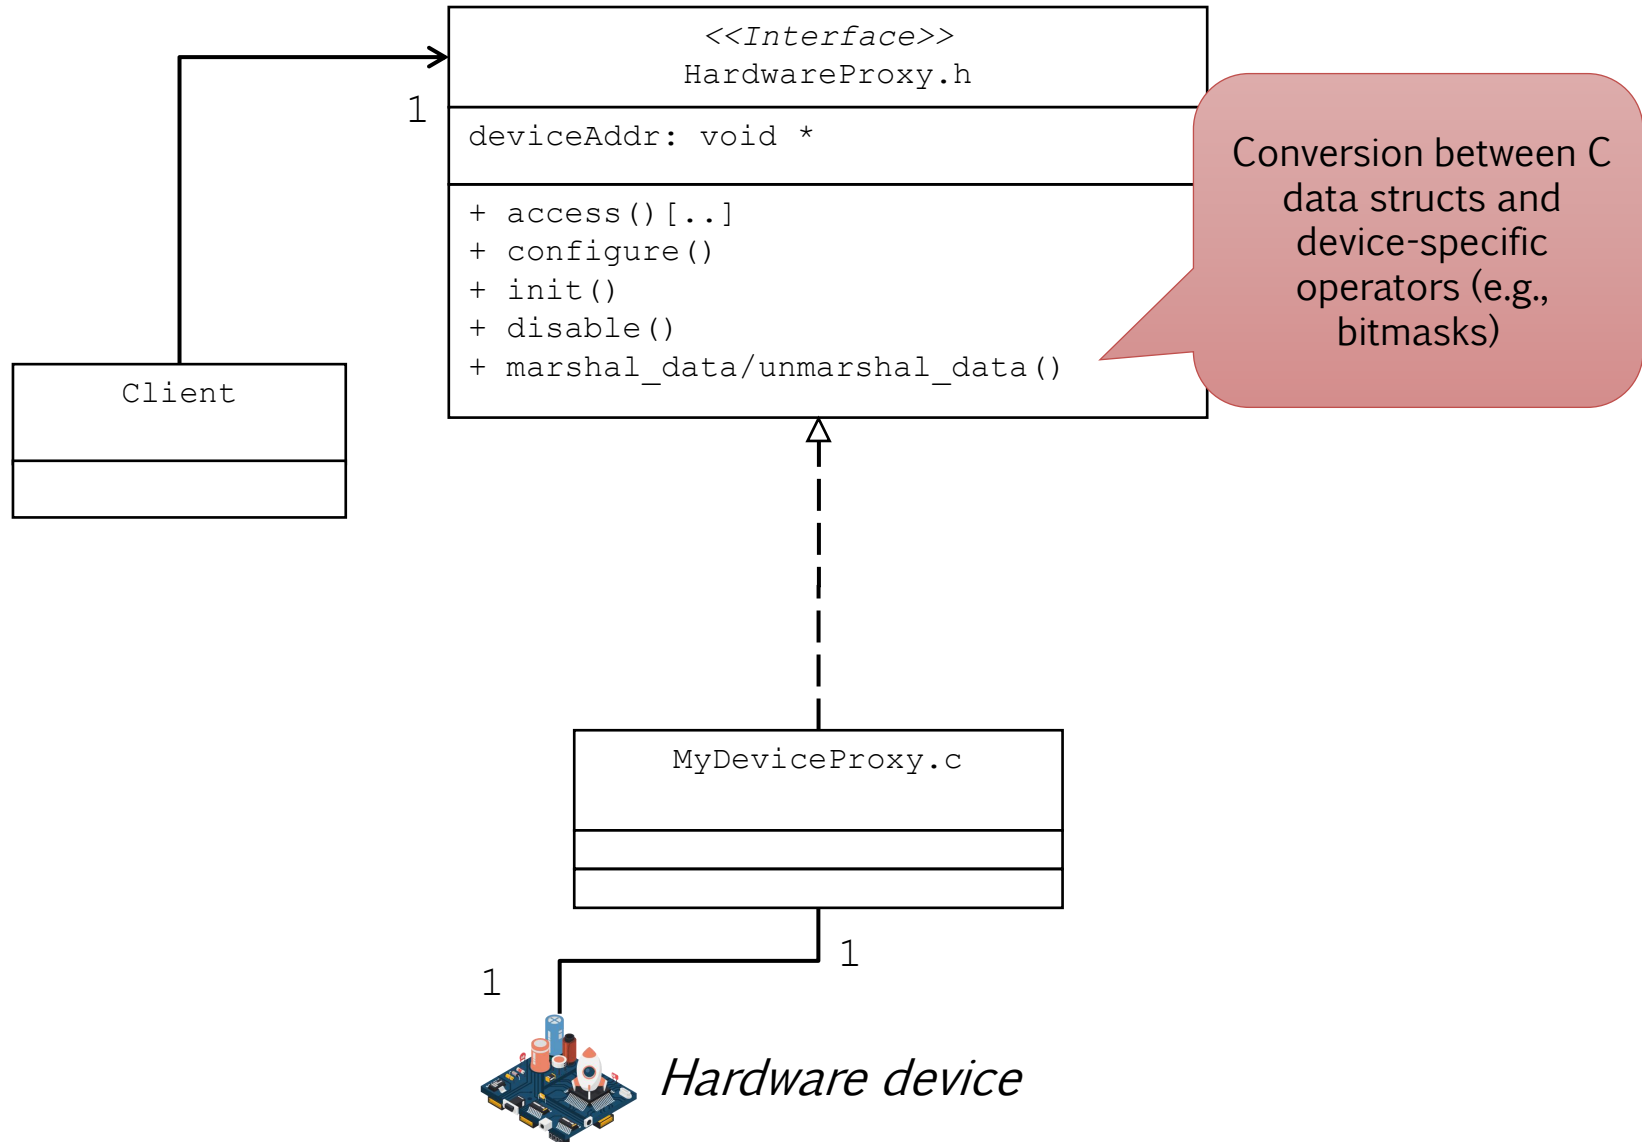 <<Interface>>
HardwareProxy.h
1
deviceAddr: void *
+ access()[..]
+ configure()
+ init()
+ disable()
+ marshal_data/unmarshal_data()
Conversion between C
data structs and
device-specific
operators (e.g.,
bitmasks)
Client
MyDeviceProxy.c
1
1
Hardware device